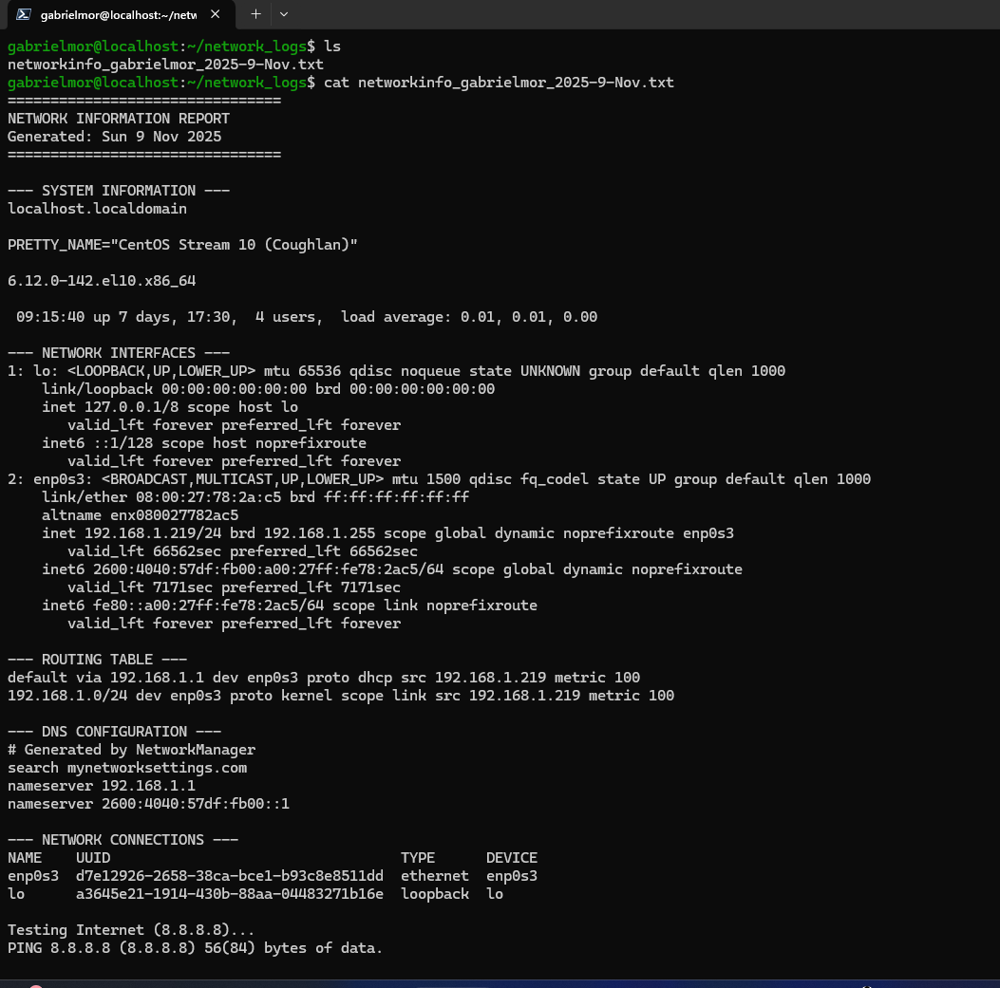 gabrielmor@localhost:~/netw
gabrielmor@localhost:~/network_logs$ ls
networkinfo_gabrielmor_2025-9-Nov.txt
gabrielmor@localhost:~/network_logs$ cat networkinfo_gabrielmor_2025-9-Nov.txt
================================
NETWORK INFORMATION REPORT
Generated: Sun 9 Nov 2025
================================
--- SYSTEM INFORMATION ---
localhost.localdomain
PRETTY_NAME="CentOS Stream 10 (Coughlan)"
6.12.0-142.el10.x86_64
 09:15:40 up 7 days, 17:30,  4 users,  load average: 0.01, 0.01, 0.00
--- NETWORK INTERFACES ---
1: lo: <LOOPBACK,UP,LOWER_UP> mtu 65536 qdisc noqueue state UNKNOWN group default qlen 1000
    link/loopback 00:00:00:00:00:00 brd 00:00:00:00:00:00
    inet 127.0.0.1/8 scope host lo
       valid_lft forever preferred_lft forever
    inet6 ::1/128 scope host noprefixroute
       valid_lft forever preferred_lft forever
2: enp0s3: <BROADCAST,MULTICAST,UP,LOWER_UP> mtu 1500 qdisc fq_codel state UP group default qlen 1000
    link/ether 08:00:27:78:2a:c5 brd ff:ff:ff:ff:ff:ff
    altname enx080027782ac5
    inet 192.168.1.219/24 brd 192.168.1.255 scope global dynamic noprefixroute enp0s3
       valid_lft 66562sec preferred_lft 66562sec
    inet6 2600:4040:57df:fb00:a00:27ff:fe78:2ac5/64 scope global dynamic noprefixroute
       valid_lft 7171sec preferred_lft 7171sec
    inet6 fe80::a00:27ff:fe78:2ac5/64 scope link noprefixroute
       valid_lft forever preferred_lft forever
--- ROUTING TABLE ---
default via 192.168.1.1 dev enp0s3 proto dhcp src 192.168.1.219 metric 100
192.168.1.0/24 dev enp0s3 proto kernel scope link src 192.168.1.219 metric 100
--- DNS CONFIGURATION ---
# Generated by NetworkManager
search mynetworksettings.com
nameserver 192.168.1.1
nameserver 2600:4040:57df:fb00::1
--- NETWORK CONNECTIONS ---
NAME    UUID                                  TYPE      DEVICE
enp0s3  d7e12926-2658-38ca-bce1-b93c8e8511dd  ethernet  enp0s3
lo      a3645e21-1914-430b-88aa-04483271b16e  loopback  lo
Testing Internet (8.8.8.8)...
PING 8.8.8.8 (8.8.8.8) 56(84) bytes of data.